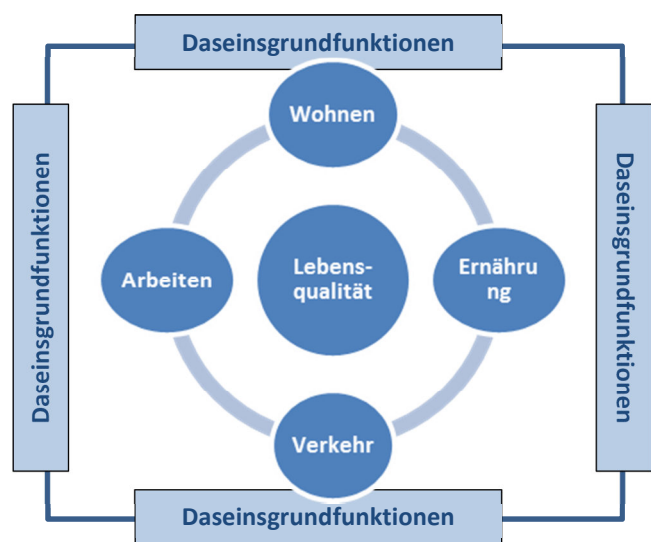 Daseinsgrundfunktionen
Wohnen
Daseinsgrundfunktionen
Arbeiten
Lebens-
qualität
Ernähru
ng
Daseinsgrundfunktionen
Verkehr
Daseinsgrundfunktionen